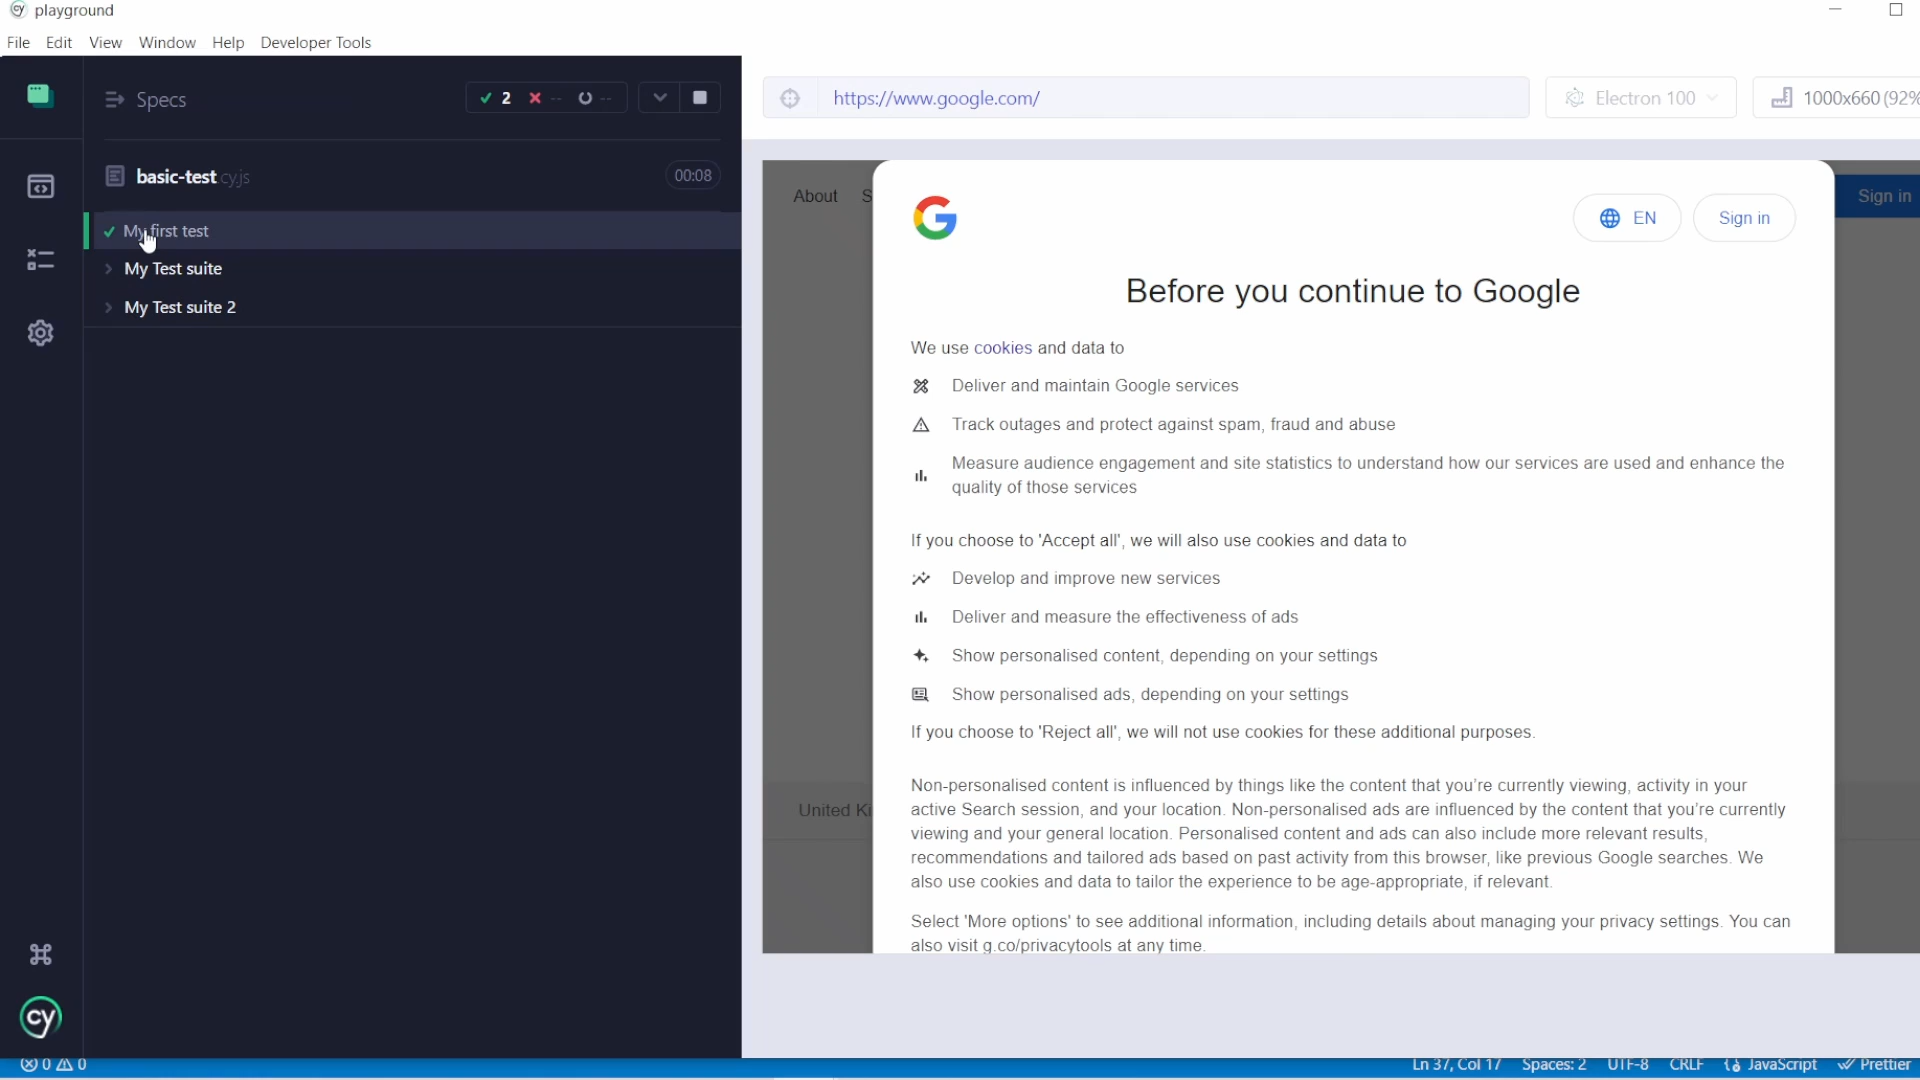 playground
File Edit View Window Help Developer Tools
Specs
2 -- --
https://www.google.com/
Electron 100
1000x660 (92%
basic-test.cy.js
00:08
My first test
My Test suite
My Test suite 2
About
S
Sign in
EN
Sign in
Before you continue to Google
We use cookies and data to
Deliver and maintain Google services
Track outages and protect against spam, fraud and abuse
Measure audience engagement and site statistics to understand how our services are used and enhance the
quality of those services
If you choose to 'Accept all', we will also use cookies and data to
Develop and improve new services
Deliver and measure the effectiveness of ads
Show personalised content, depending on your settings
Show personalised ads, depending on your settings
If you choose to 'Reject all', we will not use cookies for these additional purposes.
Non-personalised content is influenced by things like the content that you're currently viewing, activity in your
active Search session, and your location. Non-personalised ads are influenced by the content that you're currently
viewing and your general location. Personalised content and ads can also include more relevant results,
recommendations and tailored ads based on past activity from this browser, like previous Google searches. We
also use cookies and data to tailor the experience to be age-appropriate, if relevant.
United Ki
Select 'More options' to see additional information, including details about managing your privacy settings. You can
also visit g.co/privacytools at any time.
cy
0 0
Ln 37, Col 17 Spaces: 2 UTF-8 CRLF JavaScript Prettier